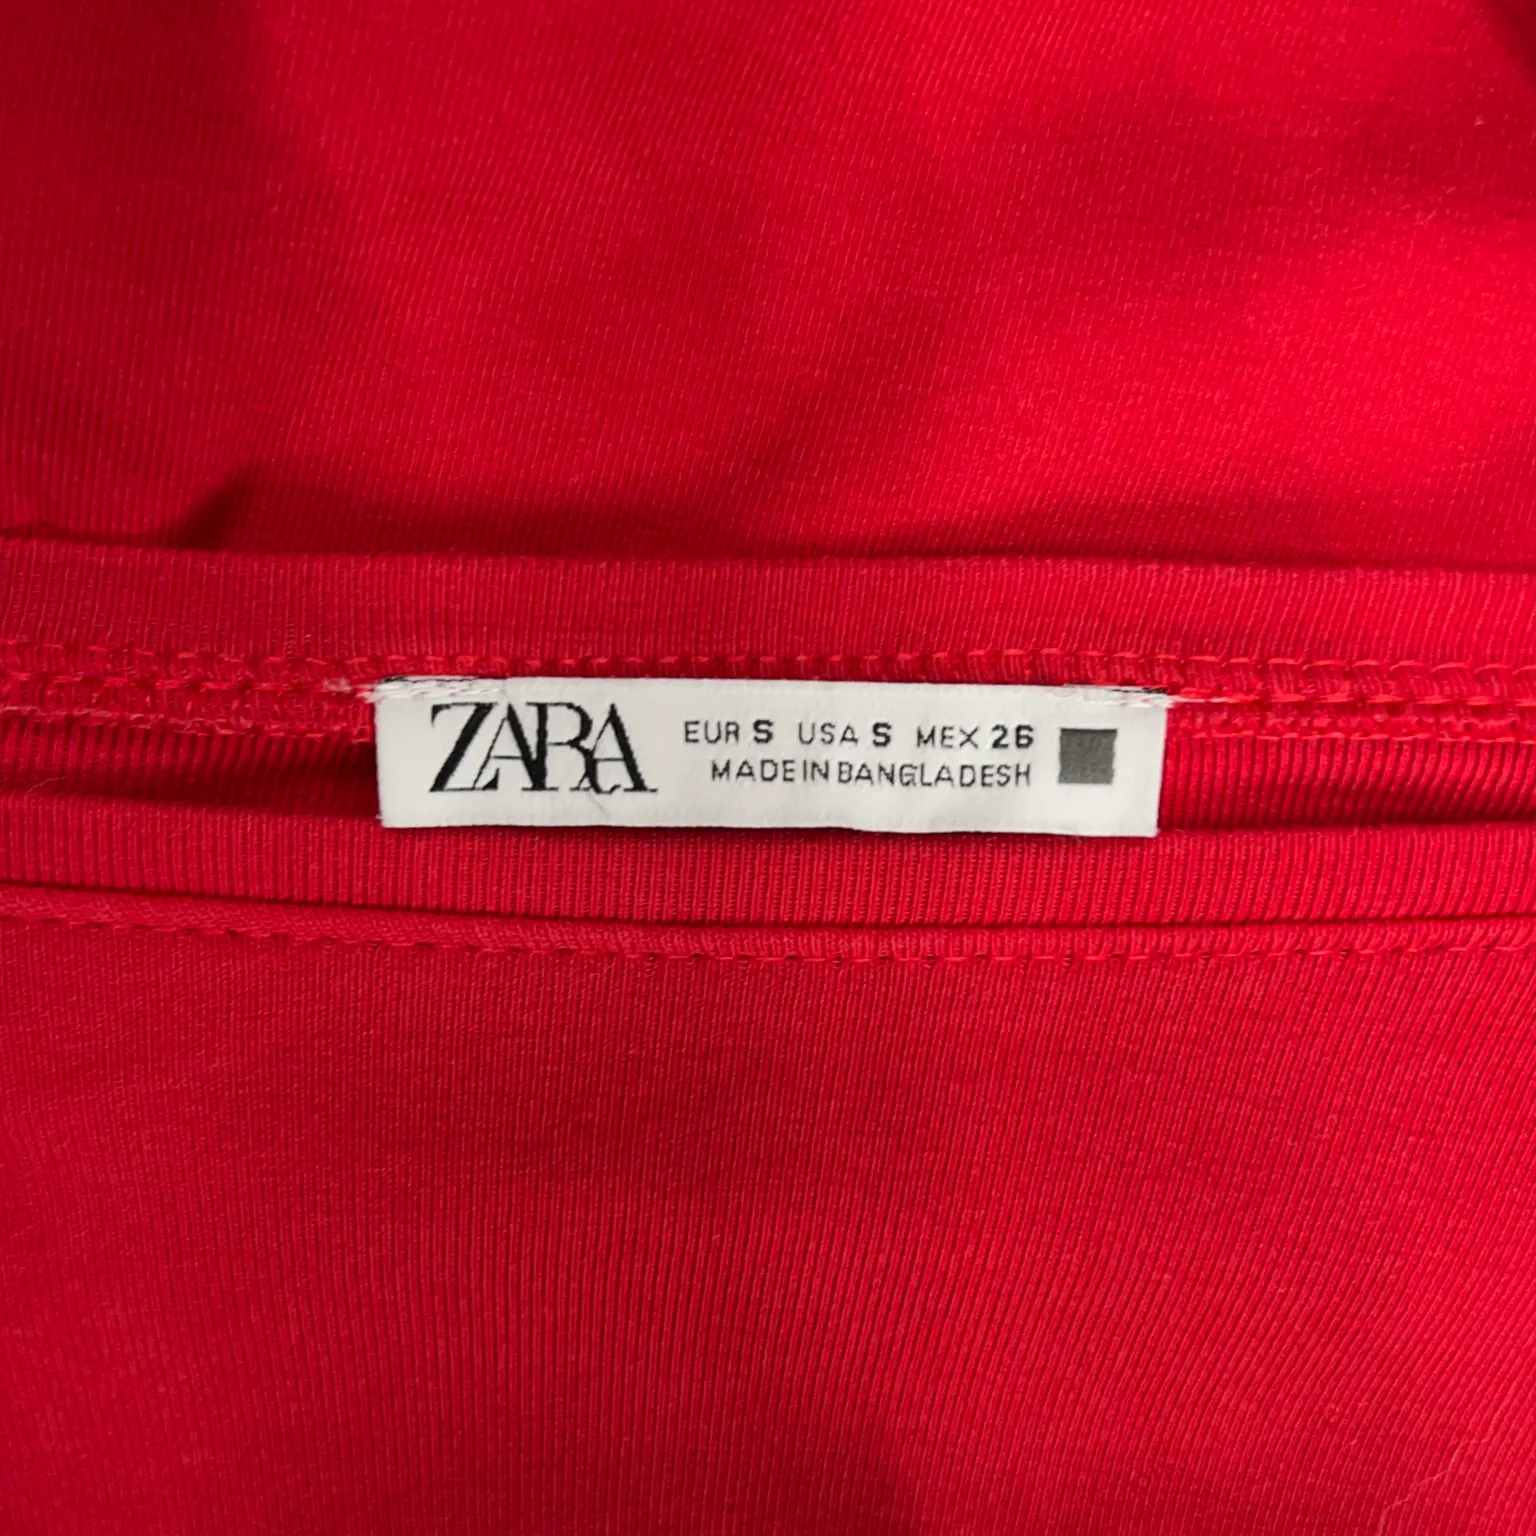 ZARA
EUR S USA S MEX 26
MADE IN BANGLADESH